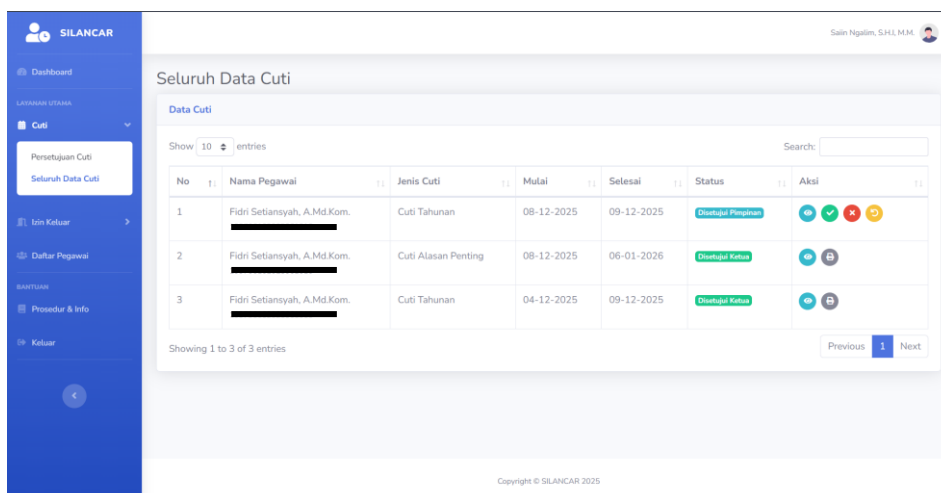 SILANCAR
Saiin Ngalim, S.H.I, M.M.
Dashboard
LAYANAN UTAMA
Cuti
Persetujuan Cuti
Seluruh Data Cuti
Izin Keluar
Daftar Pegawai
BANTUAN
Prosedur & Info
Keluar
Seluruh Data Cuti
Data Cuti
Show 10 entries
Search:
No Nama Pegawai Jenis Cuti Mulai Selesai Status Aksi
1 Fidri Setiansyah, A.Md.Kom. Cuti Tahunan 08-12-2025 09-12-2025 Disetujui Pimpinan
2 Fidri Setiansyah, A.Md.Kom. Cuti Alasan Penting 08-12-2025 06-01-2026 Disetujui Ketua
3 Fidri Setiansyah, A.Md.Kom. Cuti Tahunan 04-12-2025 09-12-2025 Disetujui Ketua
Showing 1 to 3 of 3 entries
Previous 1 Next
Copyright © SILANCAR 2025